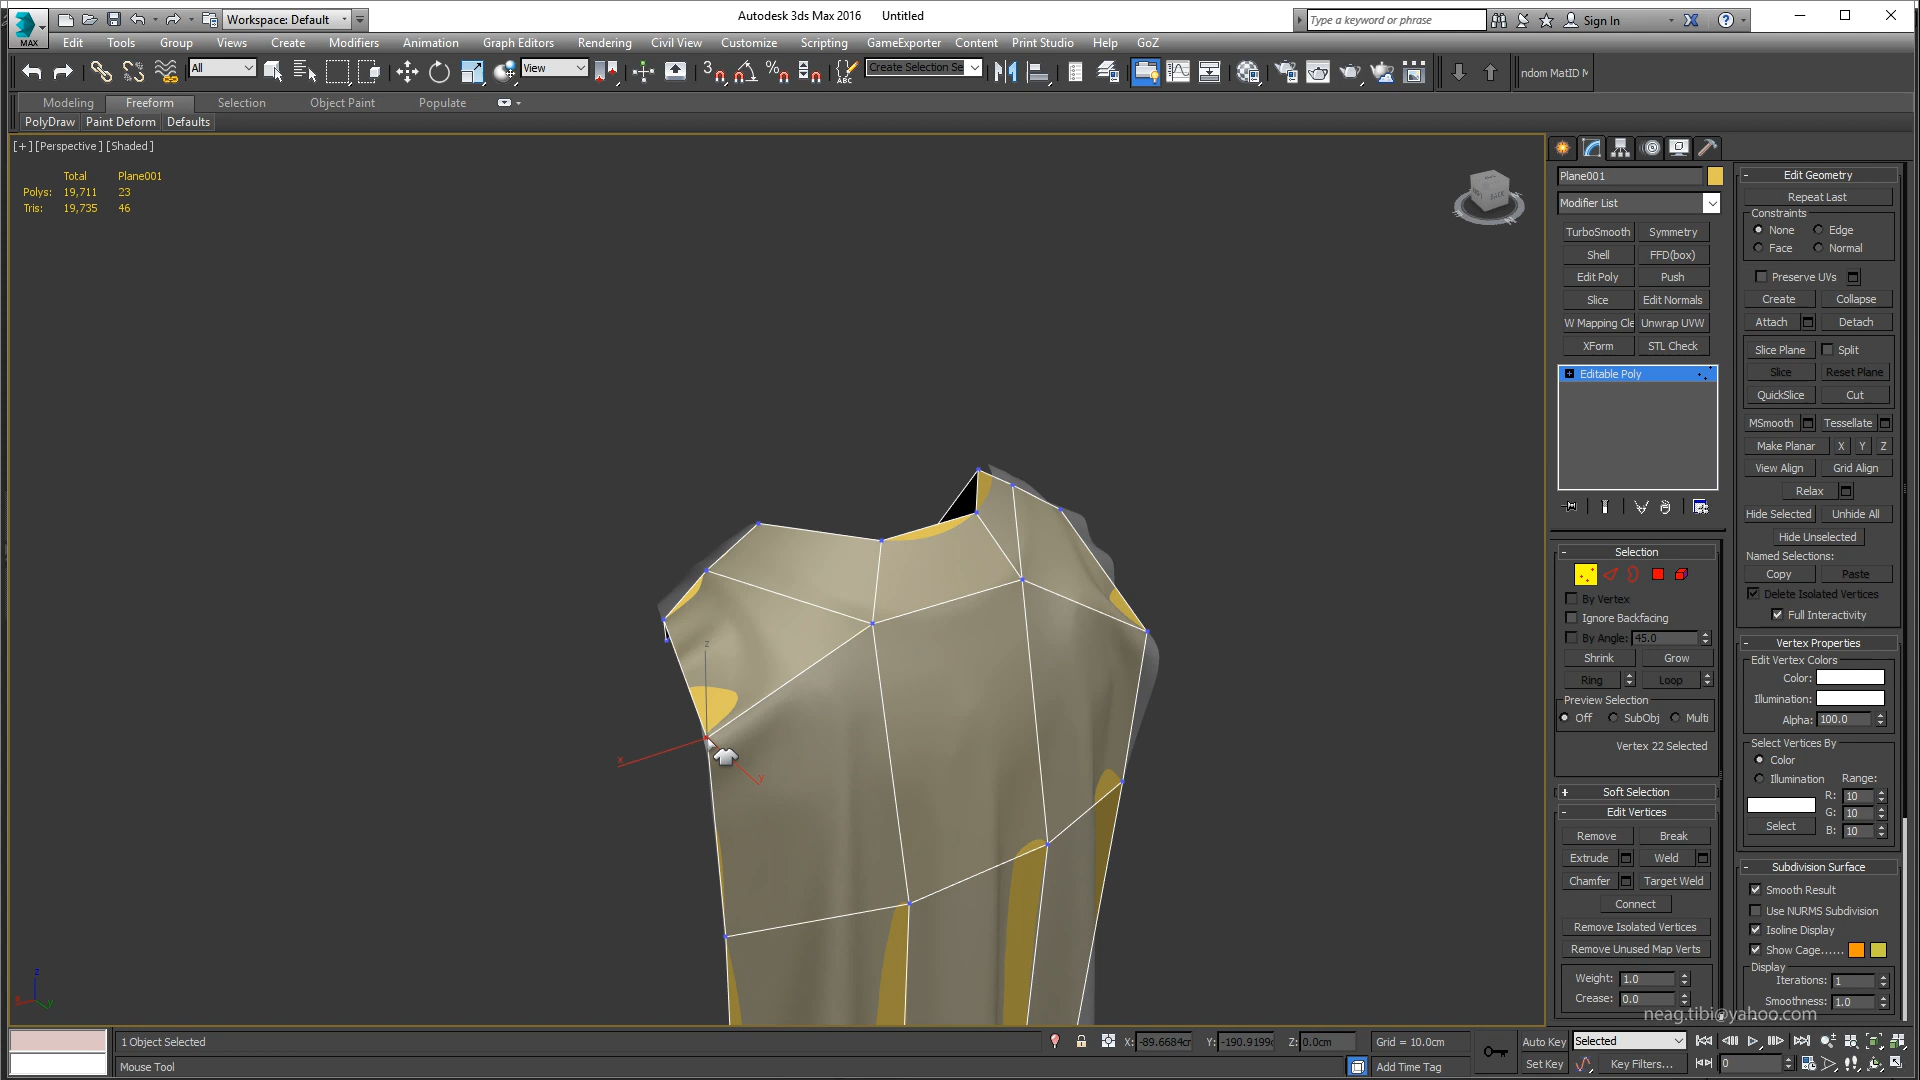 Workspace: Default
Autodesk 3ds Max 2016 Untitled
Type a keyword or phrase
Sign In
MAX
Edit Tools Group Views Create Modifiers Animation Graph Editors Rendering Civil View Customize Scripting GameExporter Content Print Studio Help GoZ
All
View
Create Selection Se
ndom MatID M
Modeling Freeform Selection Object Paint Populate
PolyDraw Paint Deform Defaults
[+] [Perspective ] [Shaded ]
Total Plane001
Polys: 19,711 23
Tris: 19,735 46
Plane001
Modifier List
TurboSmooth Symmetry
Shell FFD(box)
Edit Poly Push
Slice Edit Normals
W Mapping Cle Unwrap UVW
XForm STL Check
Editable Poly
Selection
By Vertex
Ignore Backfacing
By Angle: 45.0
Shrink Grow
Ring Loop
Preview Selection
Off SubObj Multi
Vertex 22 Selected
Soft Selection
Edit Vertices
Remove Break
Extrude Weld
Chamfer Target Weld
Connect
Remove Isolated Vertices
Remove Unused Map Verts
Weight: 1.0
Crease: 0.0
Edit Geometry
Repeat Last
Constraints
None Edge
Face Normal
Preserve UVs
Create Collapse
Attach Detach
Slice Plane Split
Slice Reset Plane
QuickSlice Cut
MSmooth Tessellate
Make Planar X Y Z
View Align Grid Align
Relax
Hide Selected Unhide All
Hide Unselected
Named Selections:
Copy Paste
Delete Isolated Vertices
Full Interactivity
Vertex Properties
Edit Vertex Colors
Color:
Illumination:
Alpha: 100.0
Select Vertices By
Color
Illumination Range:
R: 10
G: 10
Select B: 10
Subdivision Surface
Smooth Result
Use NURMS Subdivision
Isoline Display
Show Cage......
Display
Iterations: 1
Smoothness: 1.0
neag.tibi@yahoo.com
1 Object Selected
X: -89.6684cr Y: -190.9199c Z: 0.0cm
Grid = 10.0cm
Auto Key Selected
Mouse Tool
Add Time Tag
Set Key Key Filters... 0